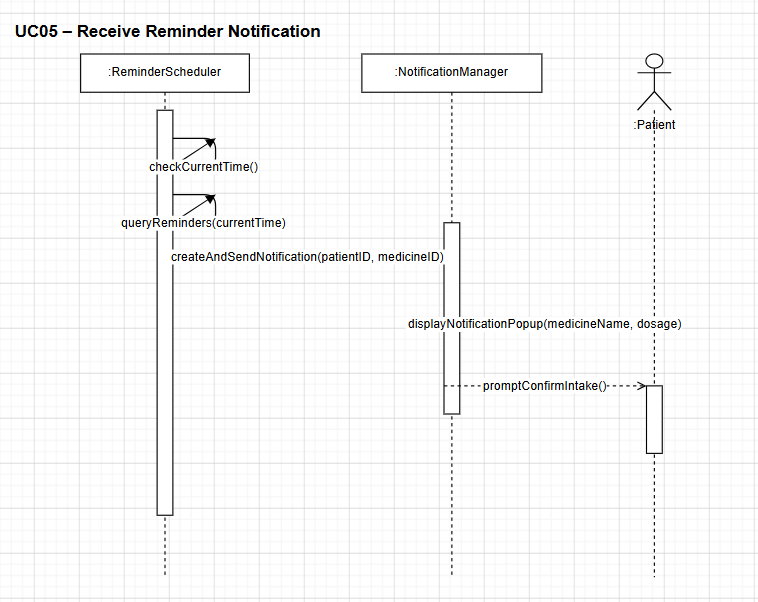 UC05 – Receive Reminder Notification
:ReminderScheduler
:NotificationManager
:Patient
checkCurrentTime()
queryReminders(currentTime)
createAndSendNotification(patientID, medicineID)
displayNotificationPopup(medicineName, dosage)
promptConfirmIntake()